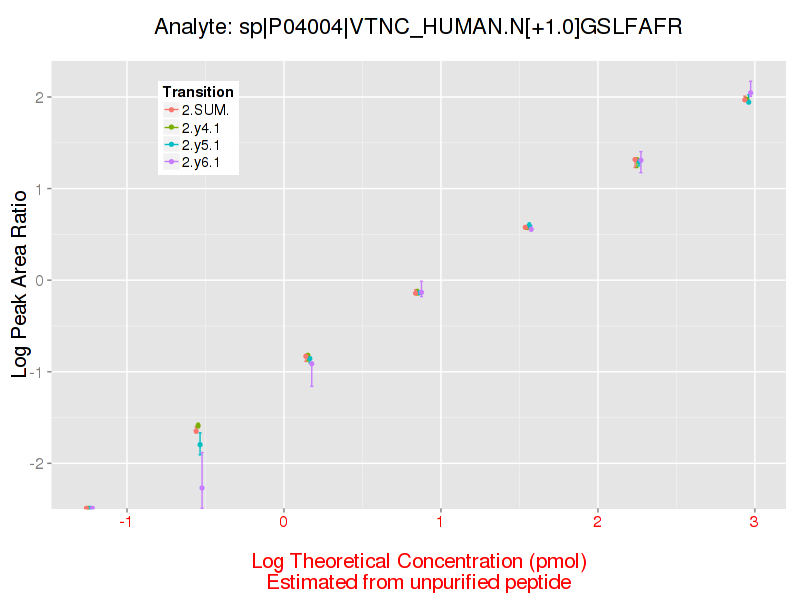 Analyte: sp|P04004|VTNC_HUMAN.N[+1.0]GSLFAFR
Transition
2.SUM.
2.y4.1
2.y5.1
2.y6.1
Log Peak Area Ratio
2
1
0
-1
-2
-1
0
1
2
3
Log Theoretical Concentration (pmol)
Estimated from unpurified peptide